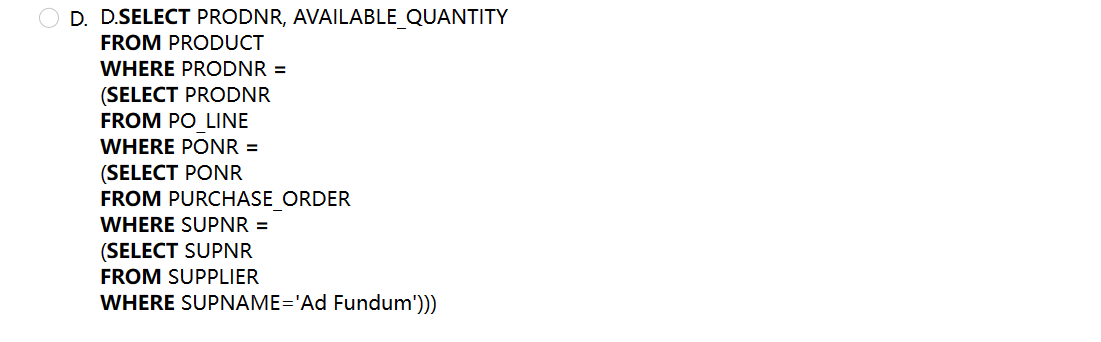 D. D.SELECT PRODNR, AVAILABLE_QUANTITY
FROM PRODUCT
WHERE PRODNR =
(SELECT PRODNR
FROM PO_LINE
WHERE PONR =
(SELECT PONR
FROM PURCHASE_ORDER
WHERE SUPNR =
(SELECT SUPNR
FROM SUPPLIER
WHERE SUPNAME='Ad Fundum')))